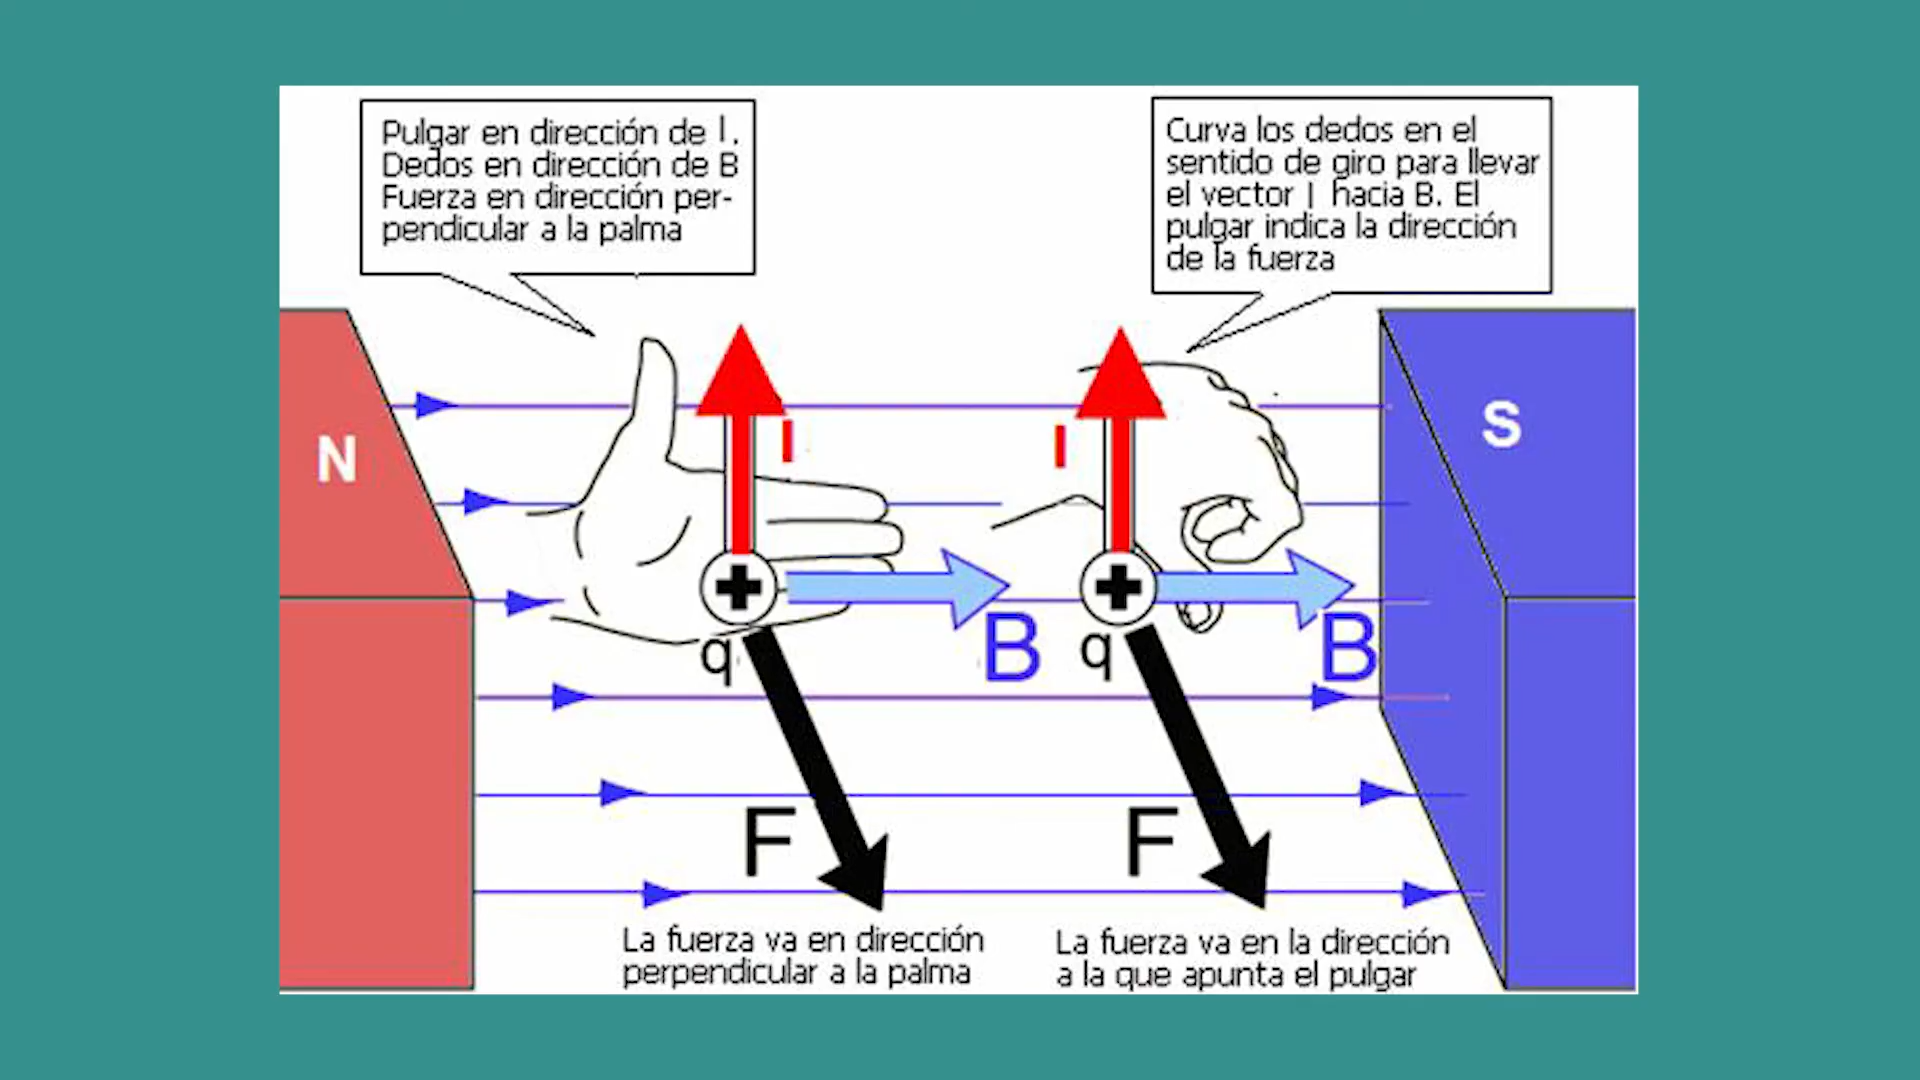 Pulgar en dirección de I.
Dedos en dirección de B
Fuerza en dirección per-
pendicular a la palma
Curva los dedos en el
sentido de giro para llevar
el vector I hacia B. El
pulgar indica la dirección
de la fuerza
N
I
I
S
B
B
q
q
F
F
La fuerza va en dirección
perpendicular a la palma
La fuerza va en la dirección
a la que apunta el pulgar